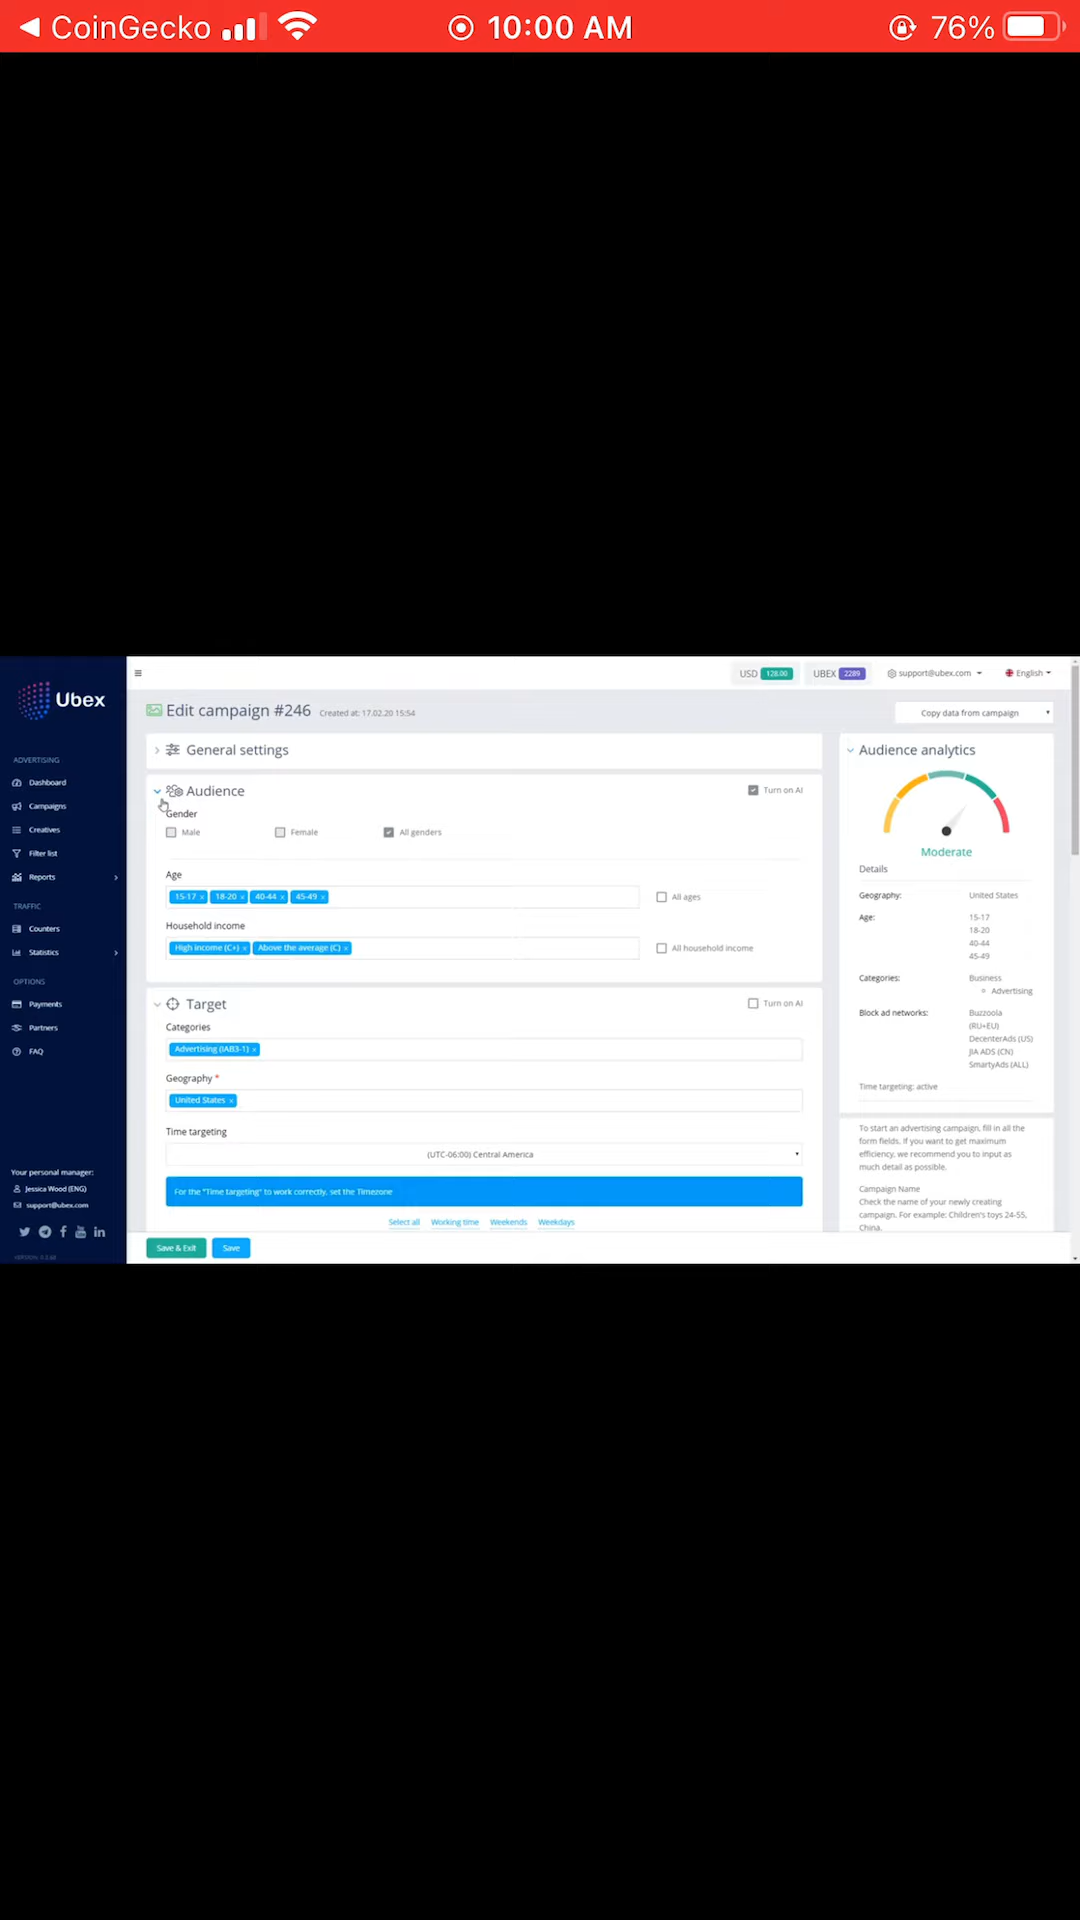 CoinGecko
10:00 AM
76%
Ubex
ADVERTISING
Dashboard
Campaigns
Creatives
Filter list
Reports
TRAFFIC
Counters
Statistics
OPTIONS
Payments
Partners
FAQ
Your personal manager:
Jessica Wood (ENG)
support@ubex.com
USD 128.00 UBEX 2289 support@ubex.com English
Edit campaign #246 Created at: 17.02.20 15:54
Copy data from campaign
General settings
Audience Turn on AI
Gender
Male Female All genders
Age
15-17 × 18-20 × 40-44 × 45-49 × All ages
Household income
High income (C+) × Above the average (C) × All household income
Target Turn on AI
Categories
Advertising (IAB3-1) ×
Geography *
United States ×
Time targeting
(UTC-06:00) Central America
For the "Time targeting" to work correctly, set the Timezone
Select all Working time Weekends Weekdays
Save & Exit Save
Audience analytics
Moderate
Details
Geography: United States
Age: 15-17
18-20
40-44
45-49
Categories: Business
Advertising
Block ad networks: Buzzoola
(RU+EU)
DecenterAds (US)
JIA ADS (CN)
SmartyAds (ALL)
Time targeting: active
To start an advertising campaign, fill in all the
form fields. If you want to get maximum
efficiency, we recommend you to input as
much detail as possible.
Campaign Name
Check the name of your newly creating
campaign. For example: Children's toys 24-55,
China.